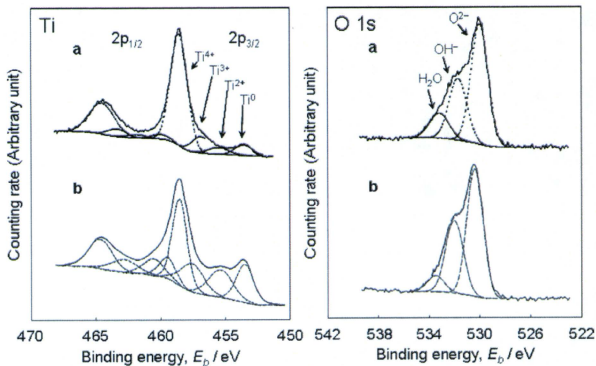 Ti
2p1/2
2p3/2
a
Ti4+
Ti3+
Ti2+
Ti0
b
Counting rate (Arbitrary unit)
470 465 460 455 450
Binding energy, Eb / eV
O 1s
a
O2−
OH−
H2O
b
Counting rate (Arbitrary unit)
542 538 534 530 526 522
Binding energy, Eb / eV